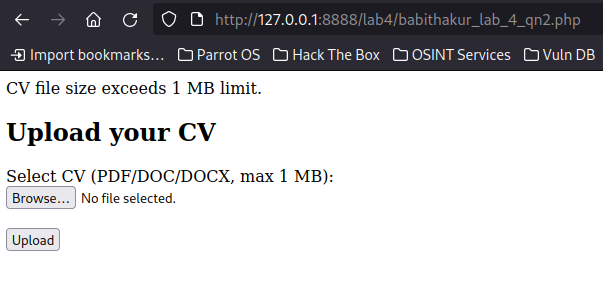 http://127.0.0.1:8888/lab4/babithakur_lab_4_qn2.php
Import bookmarks... Parrot OS Hack The Box OSINT Services Vuln DB
CV file size exceeds 1 MB limit.
Upload your CV
Select CV (PDF/DOC/DOCX, max 1 MB):
Browse... No file selected.
Upload